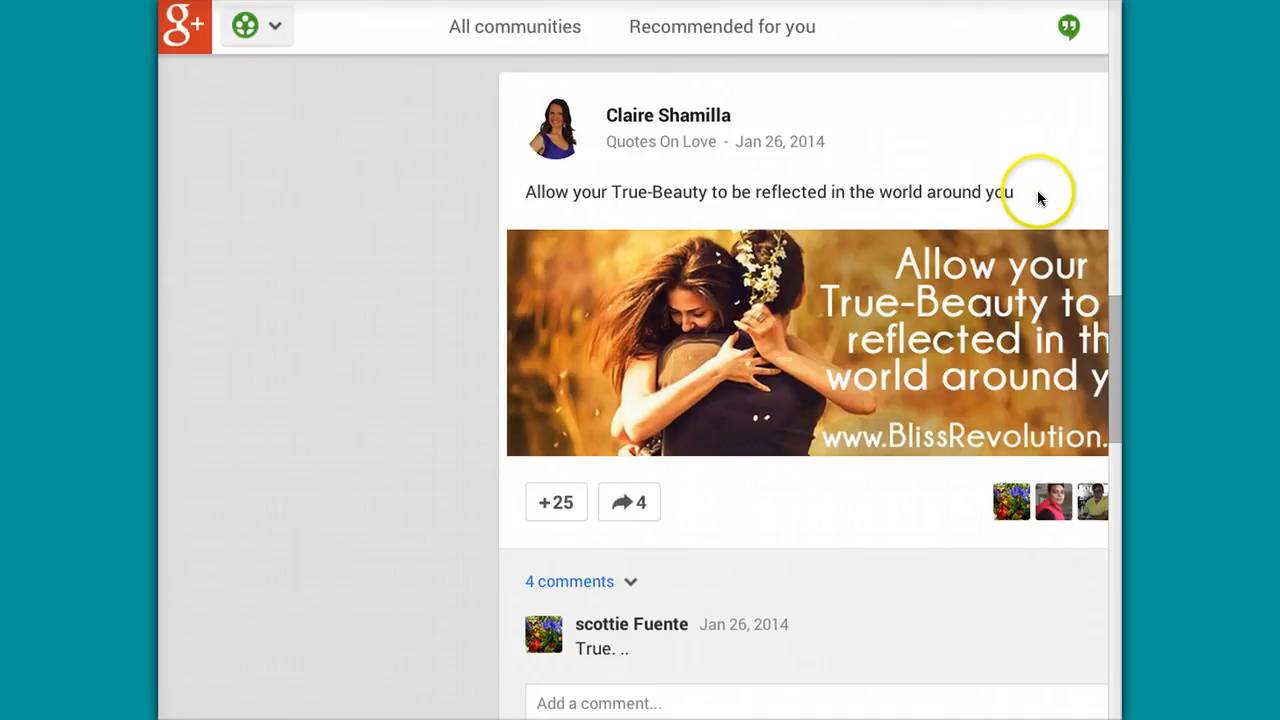 g+
All communities
Recommended for you
Claire Shamilla
Quotes On Love - Jan 26, 2014
Allow your True-Beauty to be reflected in the world around you
Allow your
True-Beauty to
reflected in th
world around y
www.BlissRevolution.
+25
4
4 comments
scottie Fuente Jan 26, 2014
True. ..
Add a comment...